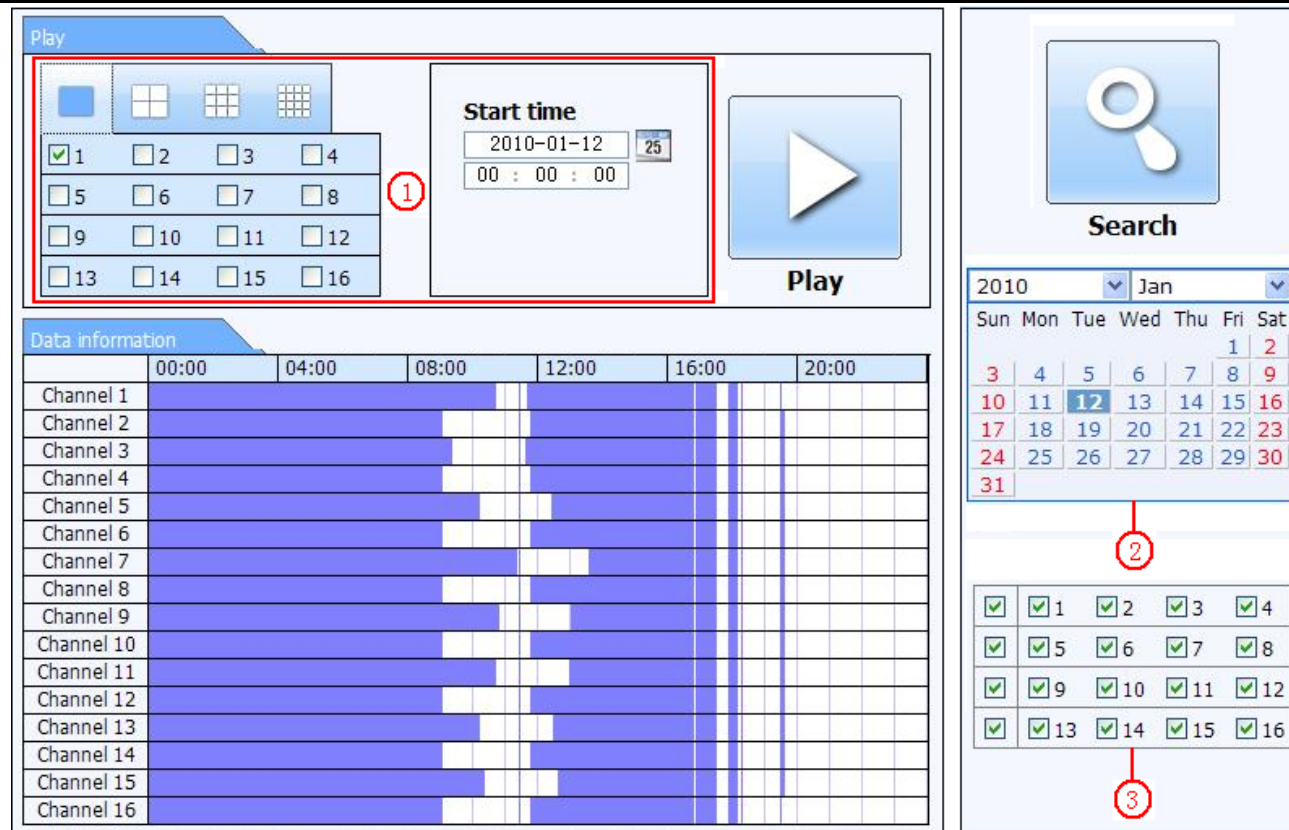 Play
Start time
2010-01-12
25
00 : 00 : 00
1 2 3 4
5 6 7 8
9 10 11 12
13 14 15 16
1
Play
Data information
00:00 04:00 08:00 12:00 16:00 20:00
Channel 1
Channel 2
Channel 3
Channel 4
Channel 5
Channel 6
Channel 7
Channel 8
Channel 9
Channel 10
Channel 11
Channel 12
Channel 13
Channel 14
Channel 15
Channel 16
Search
2010 Jan
Sun Mon Tue Wed Thu Fri Sat
1 2
3 4 5 6 7 8 9
10 11 12 13 14 15 16
17 18 19 20 21 22 23
24 25 26 27 28 29 30
31
2
1 2 3 4
5 6 7 8
9 10 11 12
13 14 15 16
3